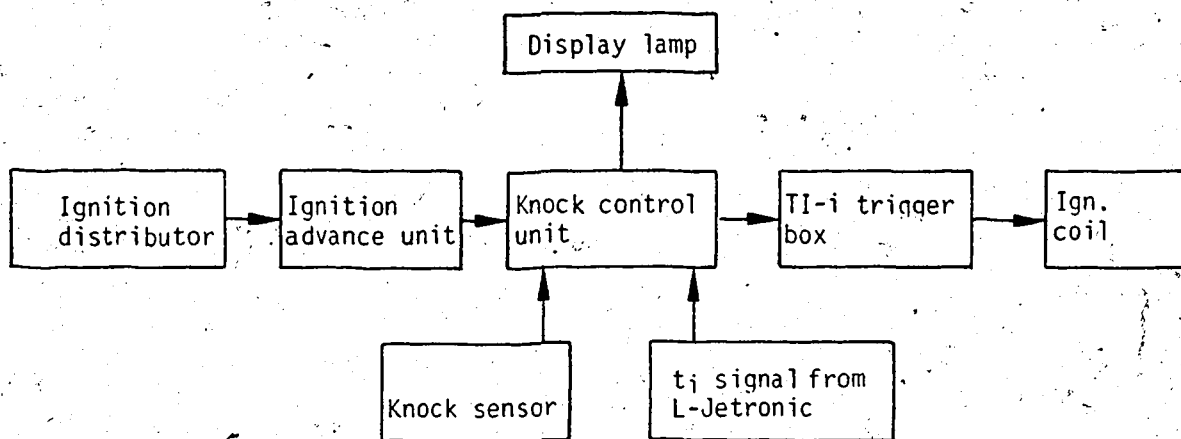 Display lamp
Ignition
distributor
Ignition
advance unit
Knock control
unit
TI-i trigger
box
Ign.
coil
Knock sensor
ti signal from
L-Jetronic